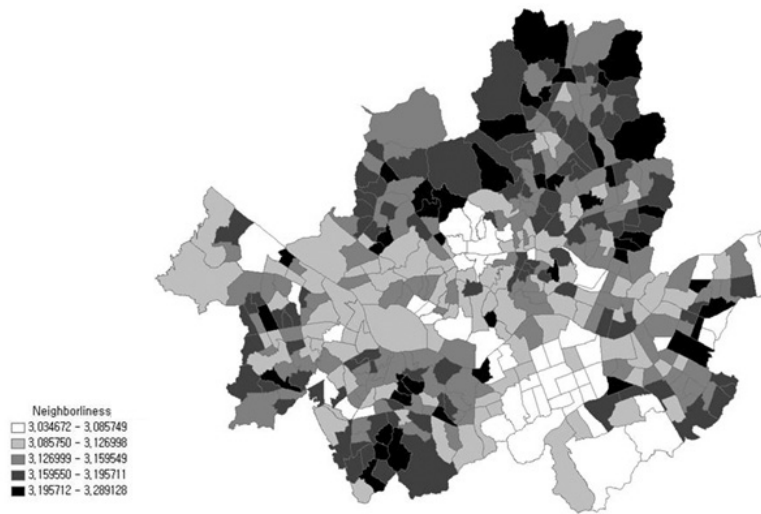 Neighborliness
3,034672 - 3,085749
3,085750 - 3,126998
3,126999 - 3,159549
3,159550 - 3,195711
3,195712 - 3,289128